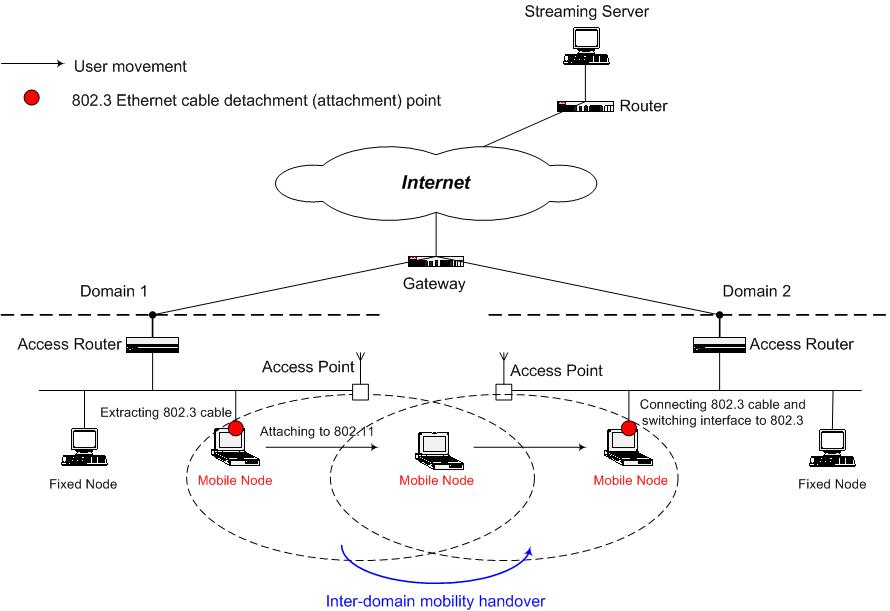 Streaming Server
User movement
802.3 Ethernet cable detachment (attachment) point
Router
Internet
Gateway
Domain 1
Domain 2
Access Router
Access Router
Access Point
Access Point
Extracting 802.3 cable
Attaching to 802.11
Connecting 802.3 cable and
switching interface to 802.3
Fixed Node
Mobile Node
Mobile Node
Mobile Node
Fixed Node
Inter-domain mobility handover